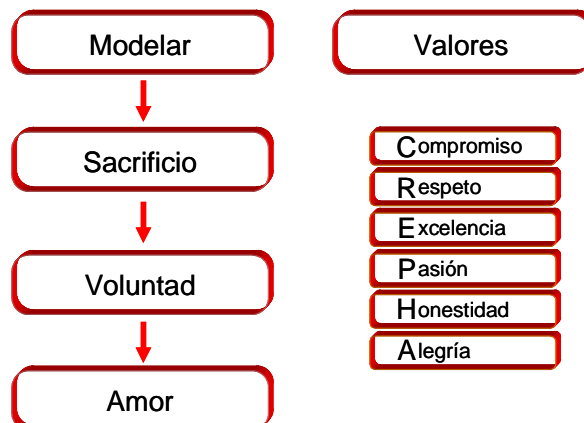 Modelar
Sacrificio
Voluntad
Amor
Valores
Compromiso
Respeto
Excelencia
Pasión
Honestidad
Alegría